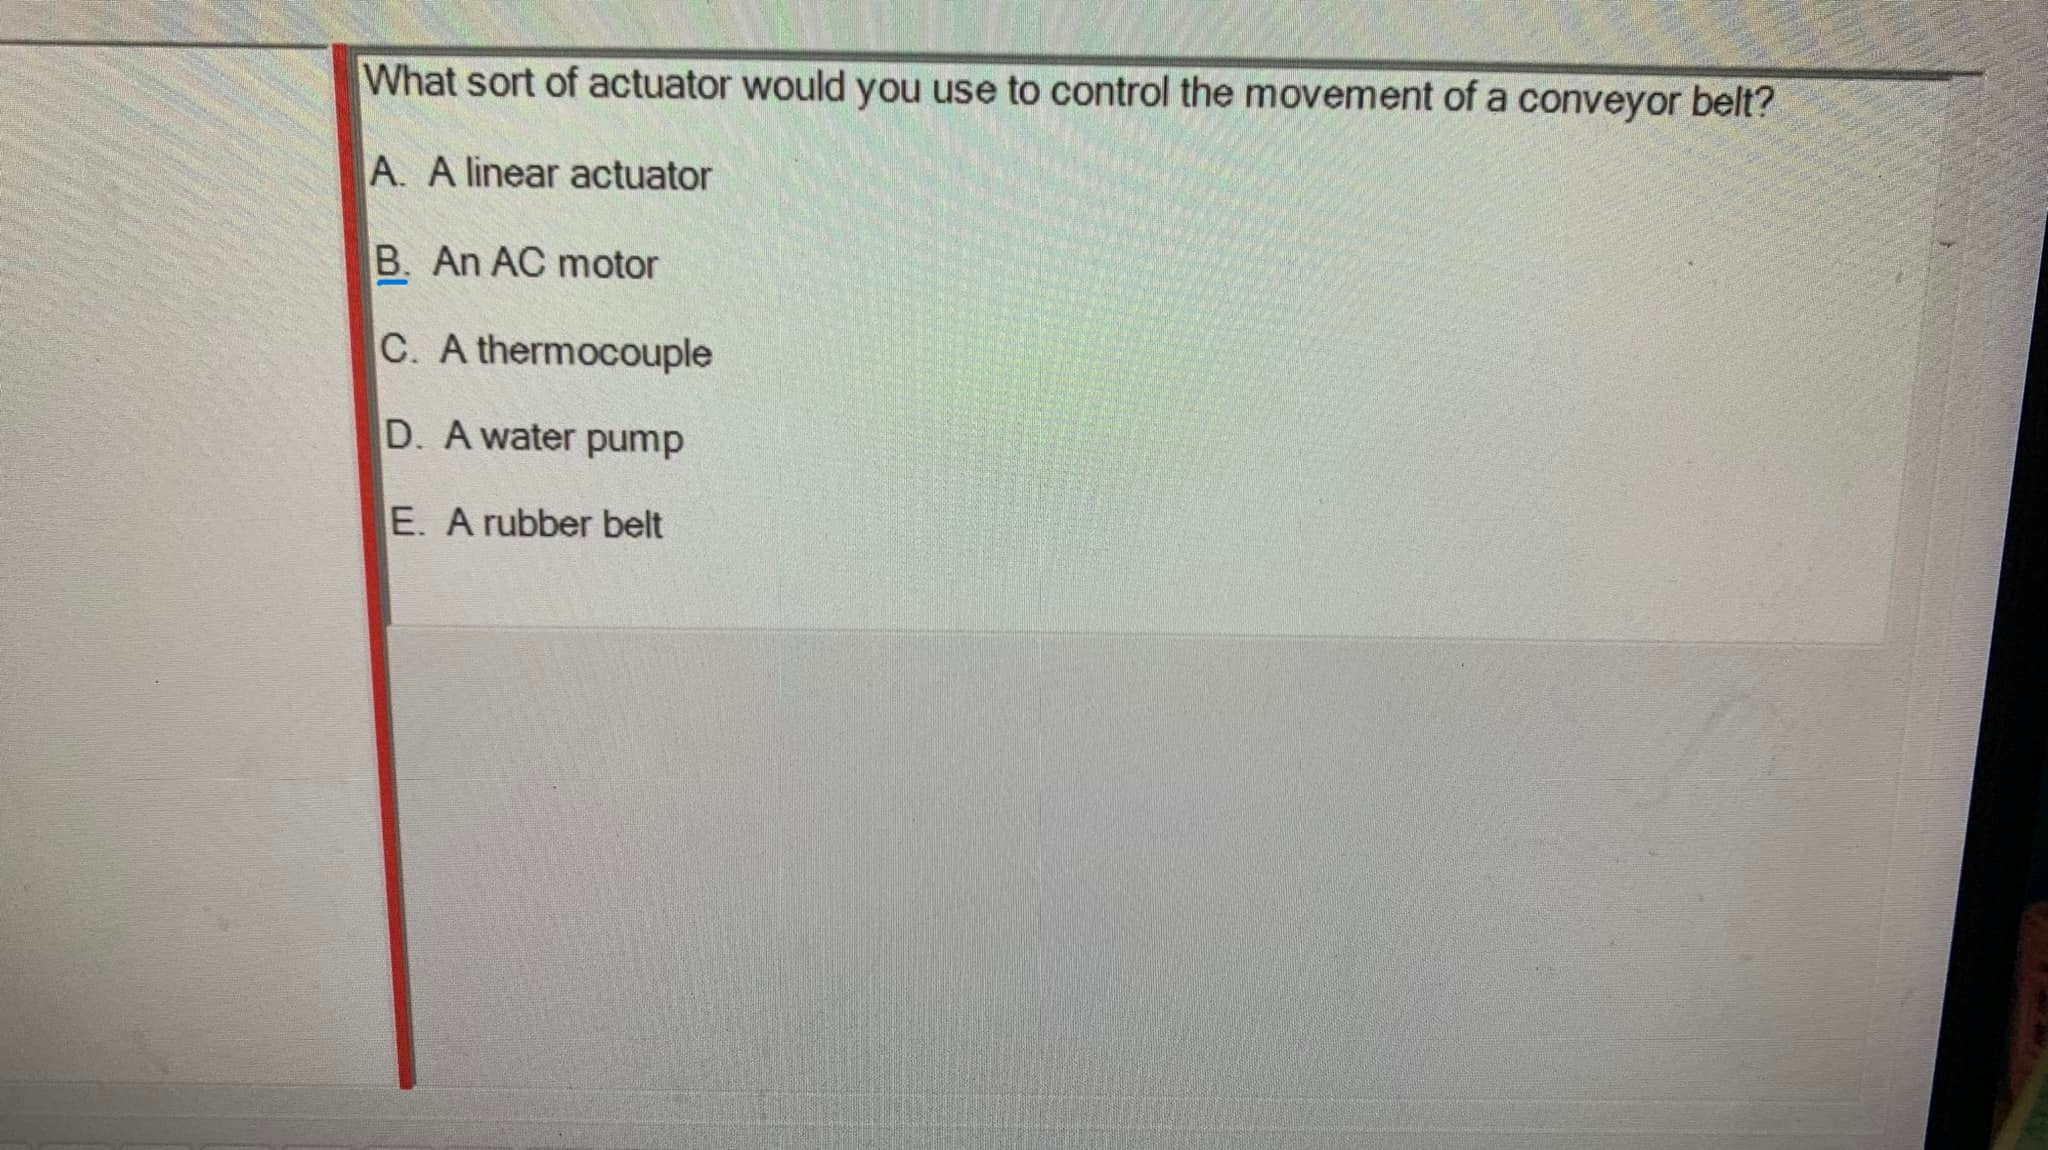 What sort of actuator would you use to control the movement of a conveyor belt?
A. A linear actuator
B. An AC motor
C. A thermocouple
D. A water pump
E. A rubber belt